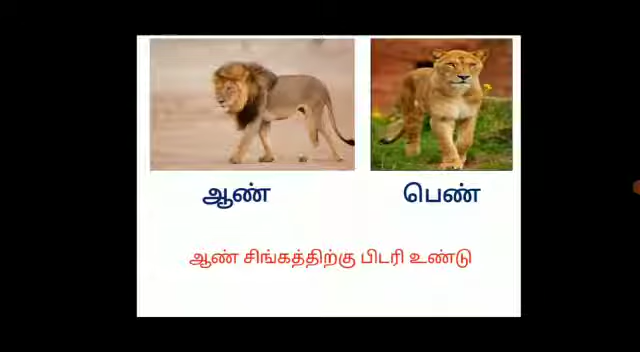 ஆண்
பெண்
ஆண் சிங்கத்திற்கு பிடரி உண்டு